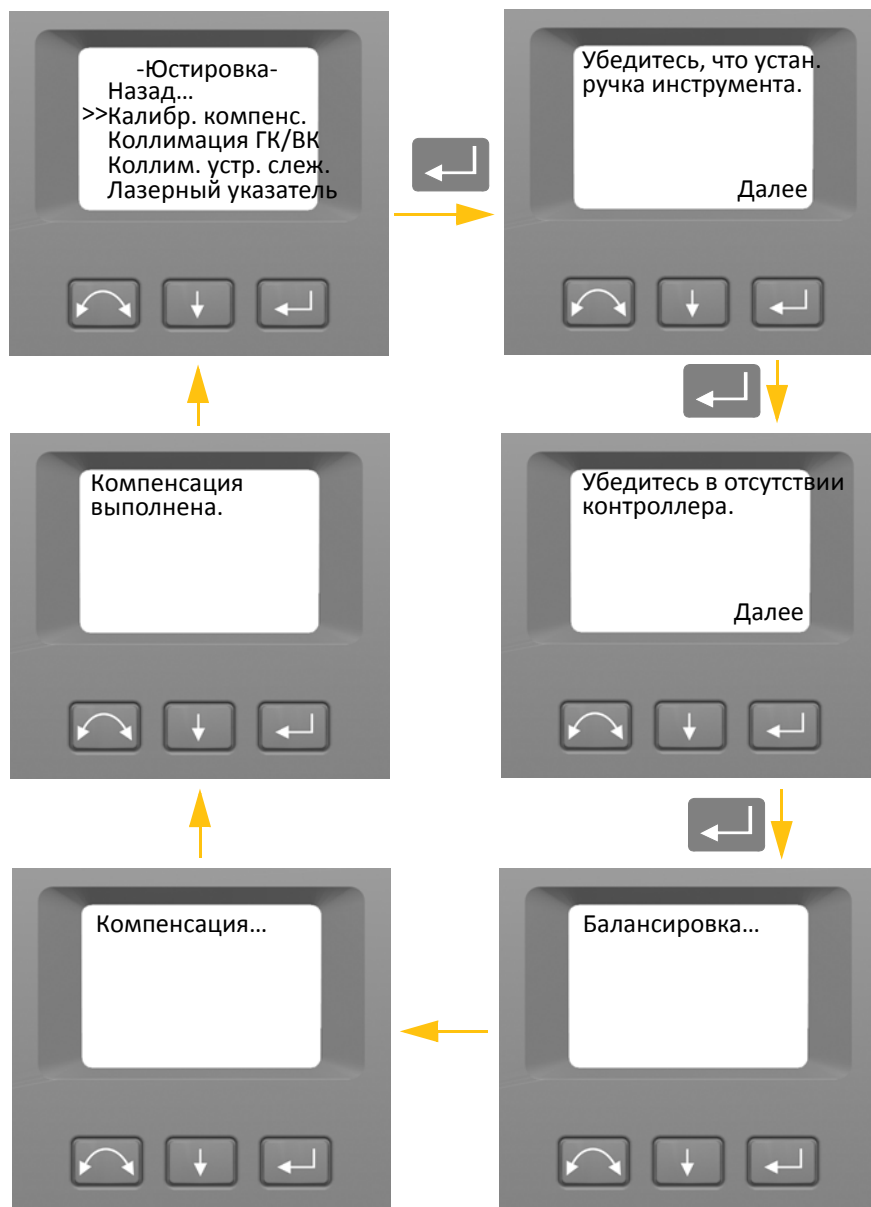 -Юстировка-
Назад...
>>Калибр. компенс.
Коллимация ГК/ВК
Коллим. устр. слеж.
Лазерный указатель
Убедитесь, что устан.
ручка инструмента.
Далее
Убедитесь в отсутствии
контроллера.
Далее
Балансировка...
Компенсация...
Компенсация
выполнена.